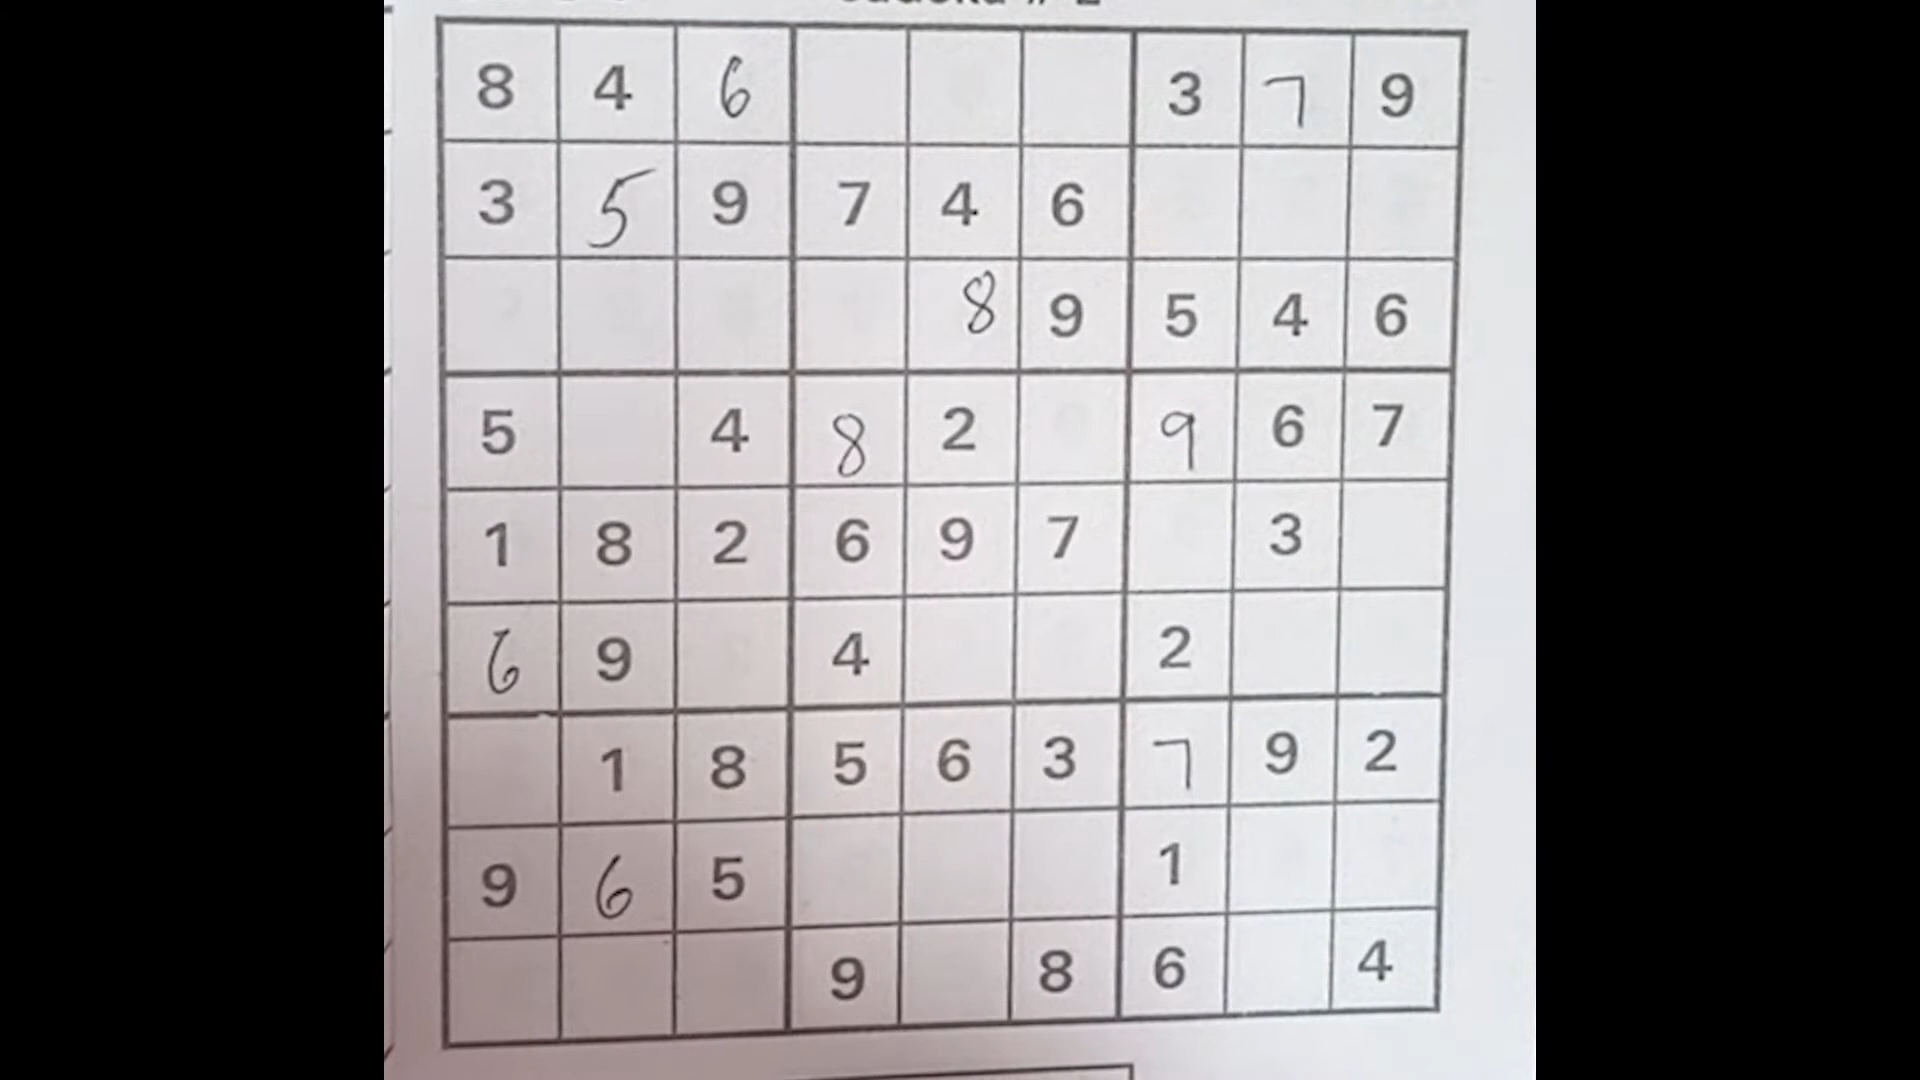 8 4 6 3 7 9
3 5 9 7 4 6
8 9 5 4 6
5 4 8 2 9 6 7
1 8 2 6 9 7 3
6 9 4 2
1 8 5 6 3 7 9 2
9 6 5 1
9 8 6 4